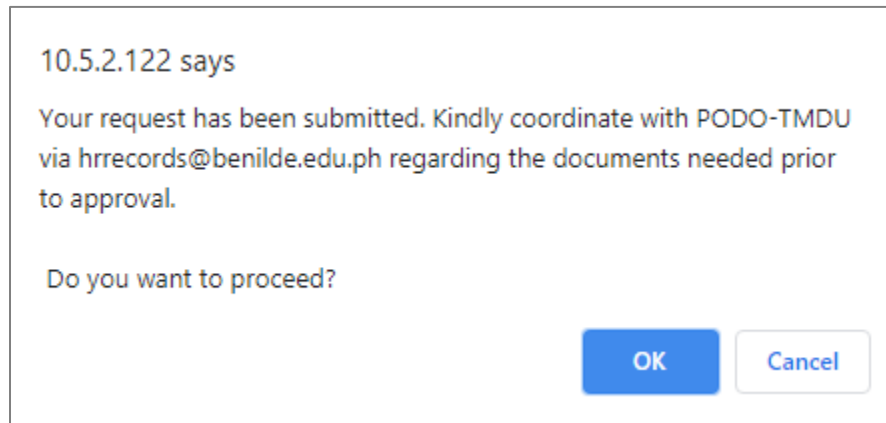 10.5.2.122 says
Your request has been submitted. Kindly coordinate with PODO-TMDU
via hrrecords@benilde.edu.ph regarding the documents needed prior
to approval.
Do you want to proceed?
OK
Cancel